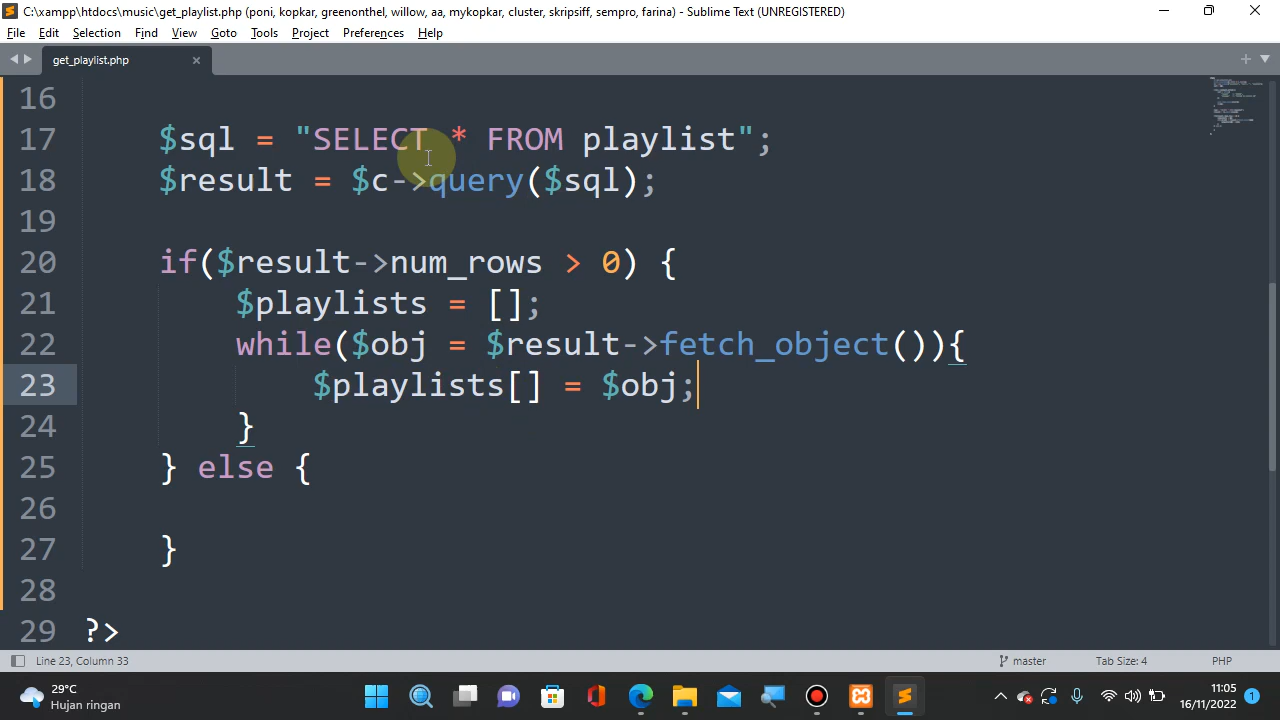 C:\xampp\htdocs\music\get_playlist.php (poni, kopkar, greenonthel, willow, aa, mykopkar, cluster, skripsiff, sempro, farina) - Sublime Text (UNREGISTERED)
File Edit Selection Find View Goto Tools Project Preferences Help
get_playlist.php
16
17 $sql = "SELECT * FROM playlist";
18 $result = $c->query($sql);
19
20 if($result->num_rows > 0) {
21 $playlists = [];
22 while($obj = $result->fetch_object()){
23 $playlists[] = $obj;
24 }
25 } else {
26
27 }
28
29 ?>
Line 23, Column 33 master Tab Size: 4 PHP
29°C
Hujan ringan
11:05
16/11/2022 1